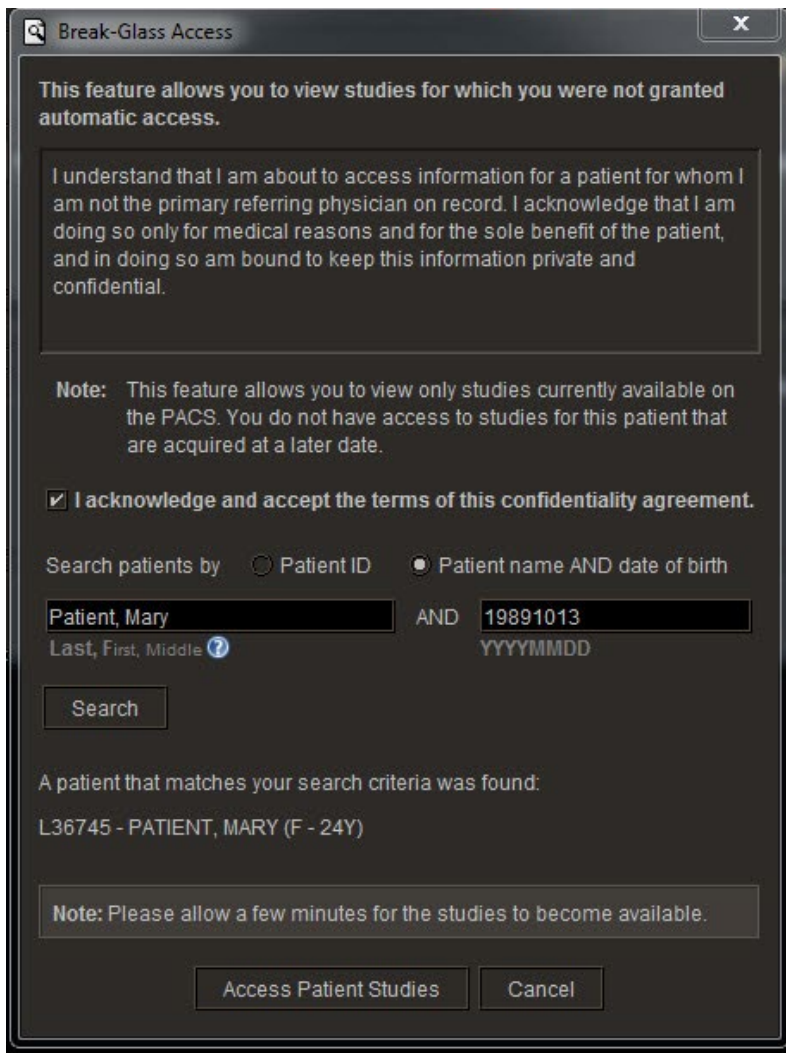 Break-Glass Access
X
This feature allows you to view studies for which you were not granted
automatic access.
I understand that I am about to access information for a patient for whom I
am not the primary referring physician on record. I acknowledge that I am
doing so only for medical reasons and for the sole benefit of the patient,
and in doing so am bound to keep this information private and
confidential.
Note: This feature allows you to view only studies currently available on
the PACS. You do not have access to studies for this patient that
are acquired at a later date.
I acknowledge and accept the terms of this confidentiality agreement.
Search patients by Patient ID Patient name AND date of birth
Patient, Mary AND 19891013
Last, First, Middle ? YYYYMMDD
Search
A patient that matches your search criteria was found:
L36745 - PATIENT, MARY (F - 24Y)
Note: Please allow a few minutes for the studies to become available.
Access Patient Studies Cancel